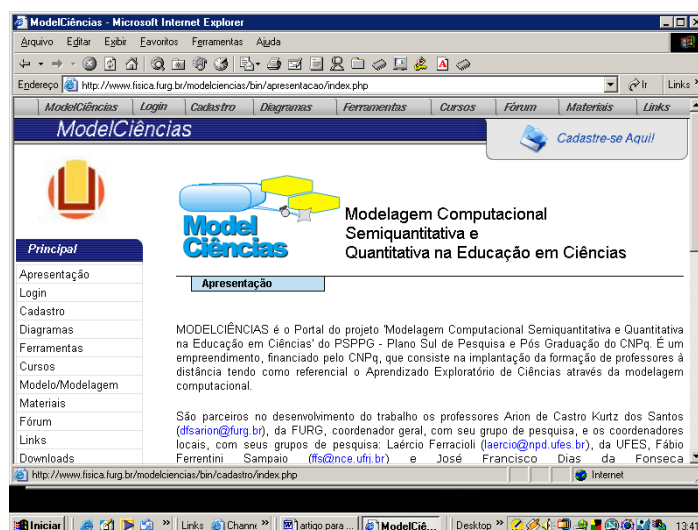 ModelCiências - Microsoft Internet Explorer
Arquivo Editar Exibir Favoritos Ferramentas Ajuda
Endereço http://www.fisica.furg.br/modelciencias/bin/apresentacao/index.php Ir Links »
ModelCiências Login Cadastro Diagramas Ferramentas Cursos Fórum Materiais Links
ModelCiências
Cadastre-se Aqui!
Model
Ciências
Modelagem Computacional
Semiquantitativa e
Quantitativa na Educação em Ciências
Principal
Apresentação
Login
Cadastro
Diagramas
Ferramentas
Cursos
Modelo/Modelagem
Materiais
Fórum
Links
Downloads
Apresentação
MODELCIÊNCIAS é o Portal do projeto 'Modelagem Computacional Semiquantitativa e Quantitativa
na Educação em Ciências' do PSPPG - Plano Sul de Pesquisa e Pós Graduação do CNPq. É um
empreendimento, financiado pelo CNPq, que consiste na implantação da formação de professores à
distância tendo como referencial o Aprendizado Exploratório de Ciências através da modelagem
computacional.
São parceiros no desenvolvimento do trabalho os professores Arion de Castro Kurtz dos Santos
(dfsarion@furg.br), da FURG, coordenador geral, com seu grupo de pesquisa, e os coordenadores
locais, com seus grupos de pesquisa: Laércio Ferracioli (laercio@npd.ufes.br), da UFES, Fábio
Ferrentini Sampaio (ffs@nce.ufrj.br) e José Francisco Dias da Fonseca
http://www.fisica.furg.br/modelciencias/bin/cadastro/index.php Internet
Iniciar » Links Chann » artigo para ... ModelCiê... Desktop » 13:43